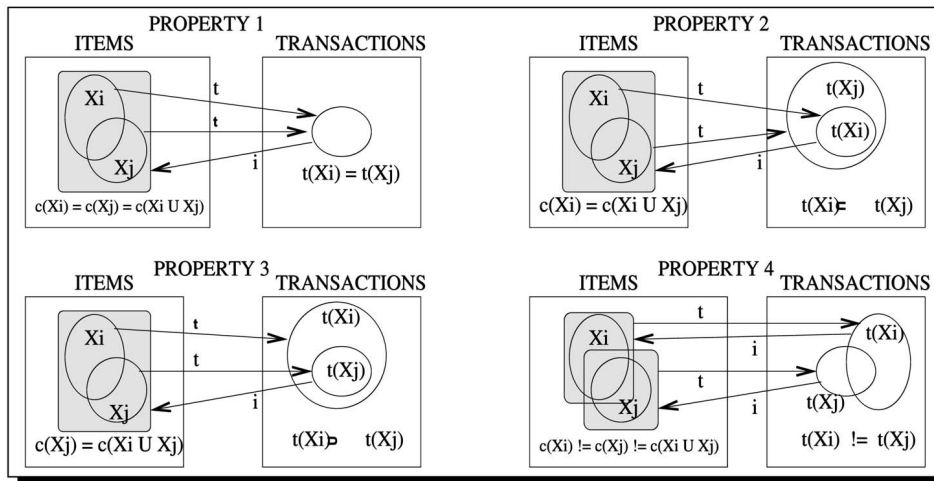 PROPERTY 1
ITEMS TRANSACTIONS
Xi
t
t
Xj
i
t(Xi) = t(Xj)
c(Xi) = c(Xj) = c(Xi U Xj)
PROPERTY 2
ITEMS TRANSACTIONS
Xi
t
t(Xj)
t(Xi)
t
Xj
i
c(Xi) = c(Xi U Xj)
t(Xi) ⊂ t(Xj)
PROPERTY 3
ITEMS TRANSACTIONS
Xi
t
t(Xi)
t
t(Xj)
Xj
i
c(Xj) = c(Xi U Xj)
t(Xi) ⊃ t(Xj)
PROPERTY 4
ITEMS TRANSACTIONS
Xi
t
t(Xi)
i
t
Xj
t(Xj)
i
c(Xi) != c(Xj) != c(Xi U Xj)
t(Xi) != t(Xj)